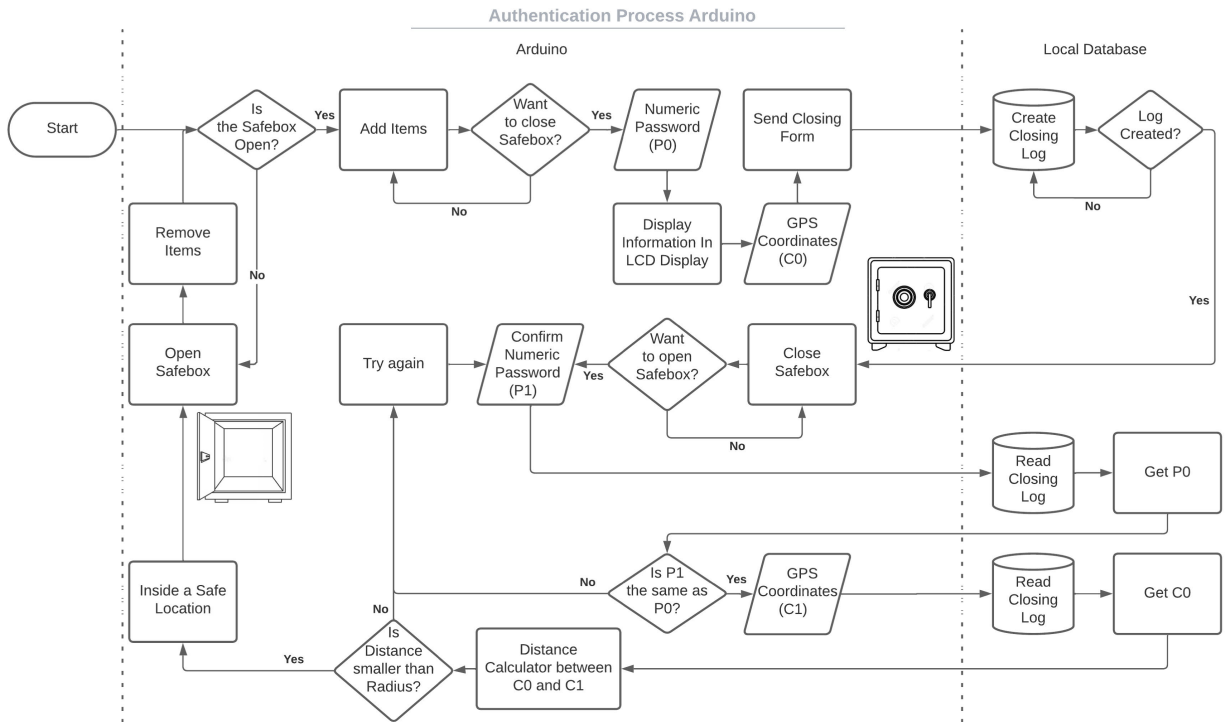 Authentication Process Arduino
Arduino
Local Database
Start
Is
the Safebox
Open?
Yes
Add Items
Want
to close
Safebox?
Yes
Numeric
Password
(P0)
Send Closing
Form
Create
Closing
Log
Log
Created?
No
No
Remove
Items
Display
Information In
LCD Display
GPS
Coordinates
(C0)
No
Yes
Open
Safebox
Try again
Confirm
Numeric
Password
(P1)
Yes
Want
to open
Safebox?
Close
Safebox
No
Read
Closing
Log
Get P0
Inside a Safe
Location
No
Is P1
the same as
P0?
Yes
GPS
Coordinates
(C1)
Read
Closing
Log
Get C0
No
Is
Distance
smaller than
Radius?
Yes
Distance
Calculator between
C0 and C1